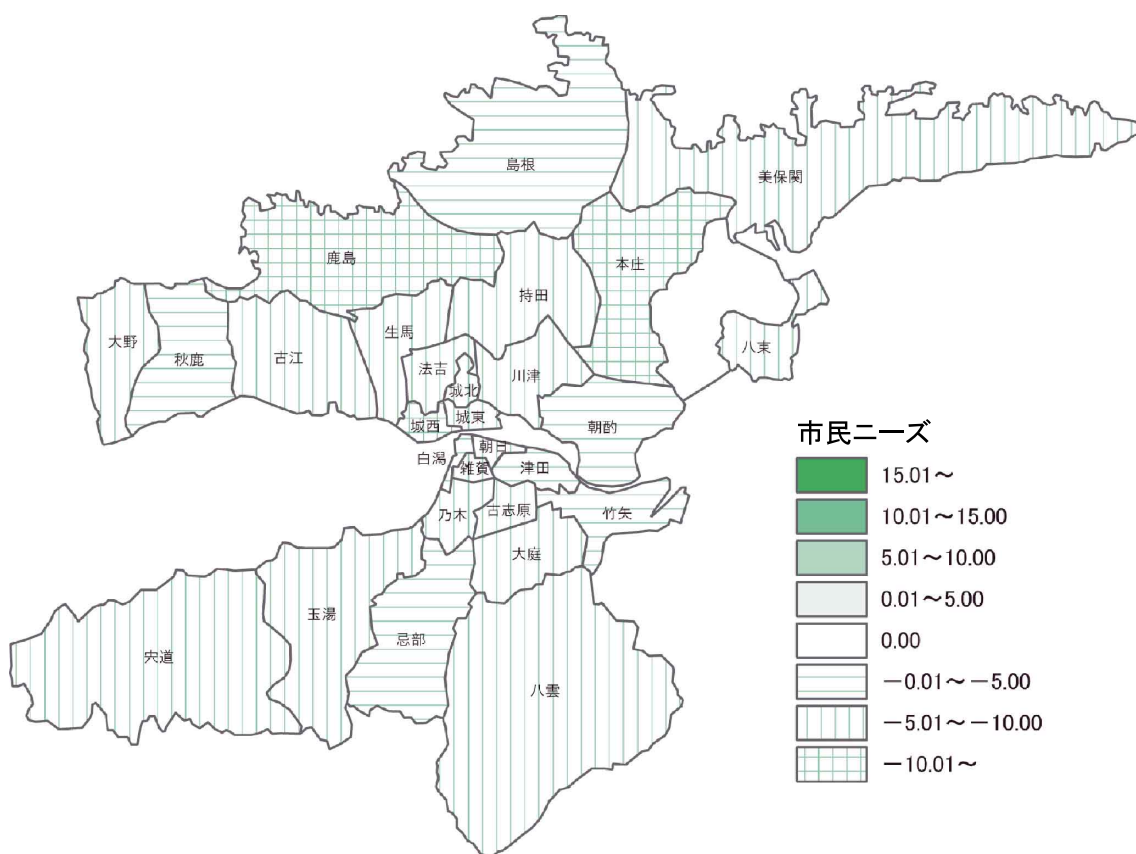 島根
美保関
鹿島
本庄
持田
大野
秋鹿
古江
生馬
八束
法吉
川津
城北
城東
城西
朝酌
白潟
朝日
雑賀
津田
乃木
古志原
竹矢
大庭
玉湯
忌部
宍道
八雲
市民ニーズ
15.01～
10.01～15.00
5.01～10.00
0.01～5.00
0.00
－0.01～－5.00
－5.01～－10.00
－10.01～